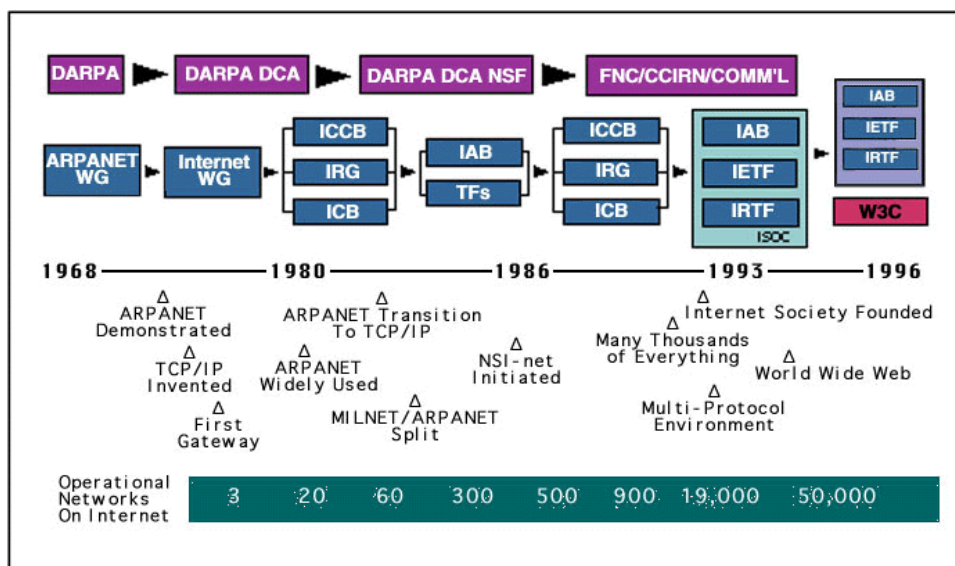 DARPA
DARPA DCA
DARPA DCA NSF
FNC/CCIRN/COMM'L
ARPANET
WG
Internet
WG
ICCB
IRG
ICB
IAB
TFs
ICCB
IRG
ICB
IAB
IETF
IRTF
ISOC
IAB
IETF
IRTF
W3C
1968
1980
1986
1993
1996
ARPANET
Demonstrated
TCP/IP
Invented
First
Gateway
ARPANET Transition
To TCP/IP
ARPANET
Widely Used
MILNET/ARPANET
Split
NSI-net
Initiated
Internet Society Founded
Many Thousands
of Everything
World Wide Web
Multi-Protocol
Environment
Operational
Networks
On Internet
3 20 60 300 500 900 19,000 50,000